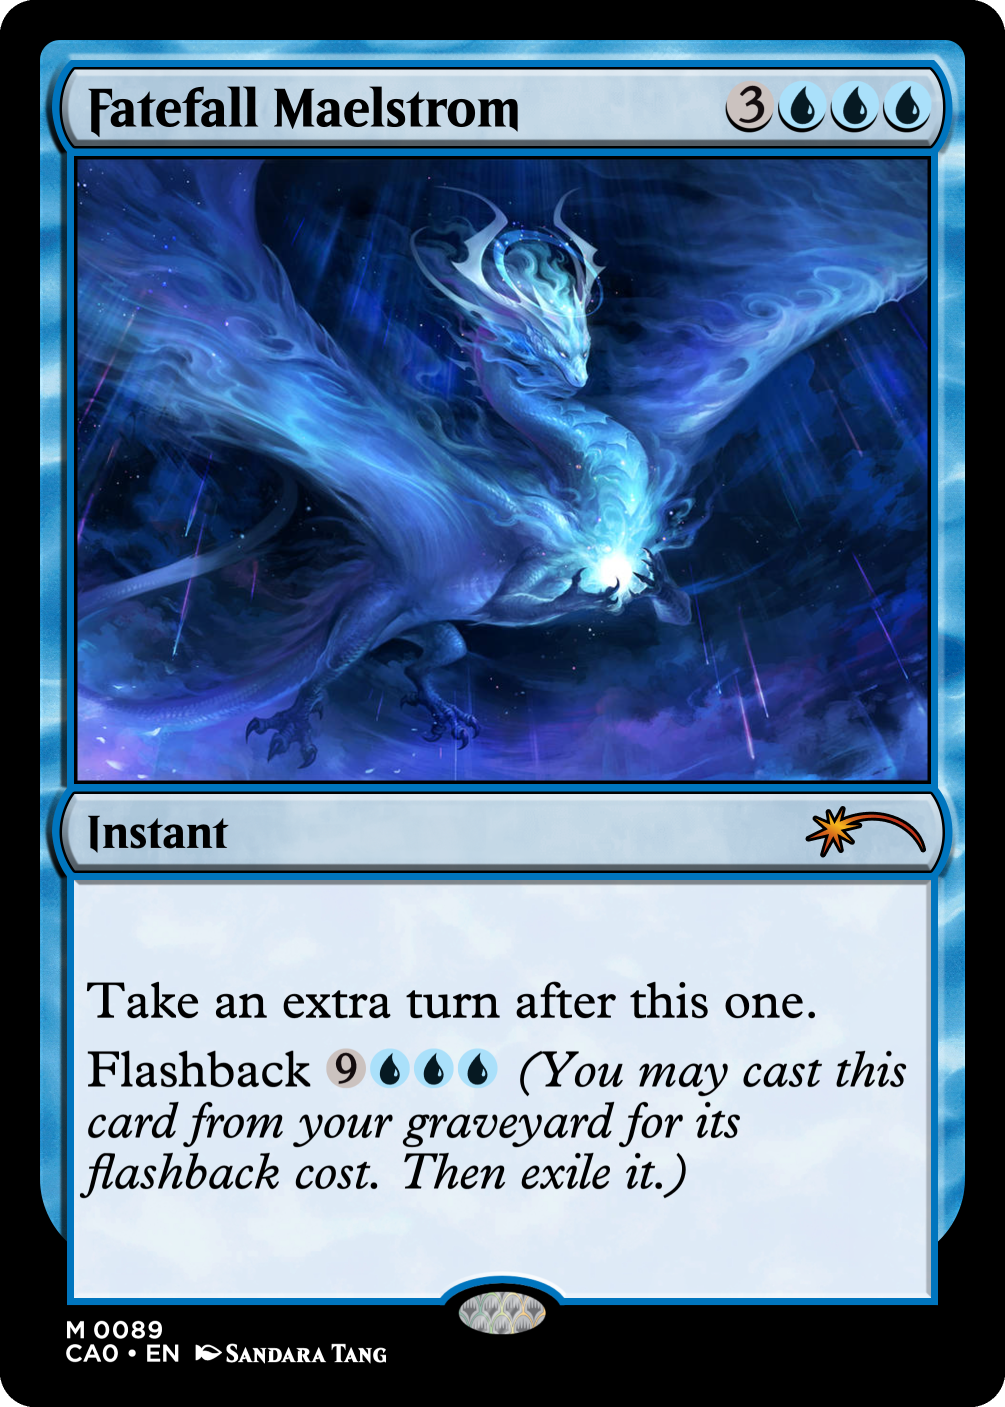 Fatefall Maelstrom 3
Instant
Take an extra turn after this one.
Flashback 9 (You may cast this
card from your graveyard for its
flashback cost. Then exile it.)
M 0089
CAO • EN SANDARA TANG